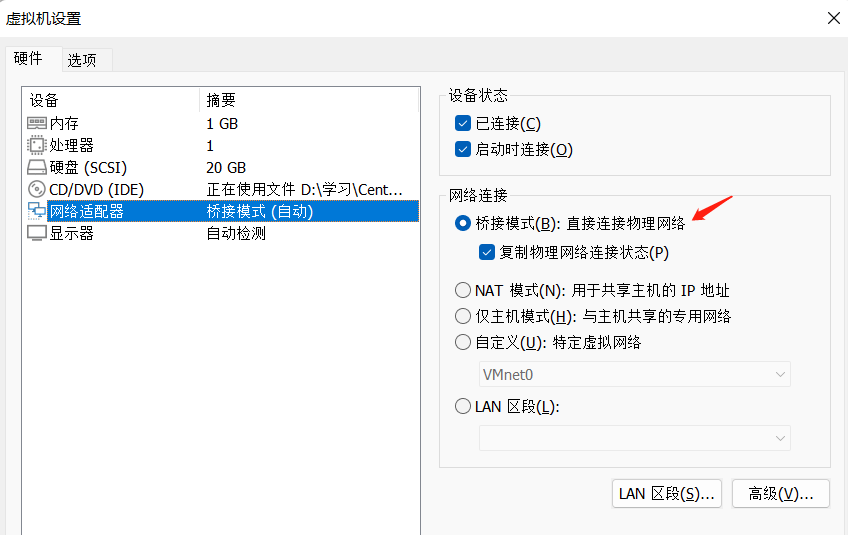 虚拟机设置
硬件 选项
设备 摘要
内存 1 GB
处理器 1
硬盘 (SCSI) 20 GB
CD/DVD (IDE) 正在使用文件 D:\学习\Cent...
网络适配器 桥接模式 (自动)
显示器 自动检测
设备状态
已连接(C)
启动时连接(O)
网络连接
桥接模式(B): 直接连接物理网络
复制物理网络连接状态(P)
NAT 模式(N): 用于共享主机的 IP 地址
仅主机模式(H): 与主机共享的专用网络
自定义(U): 特定虚拟网络
VMnet0
LAN 区段(L):
LAN 区段(S)... 高级(V)...